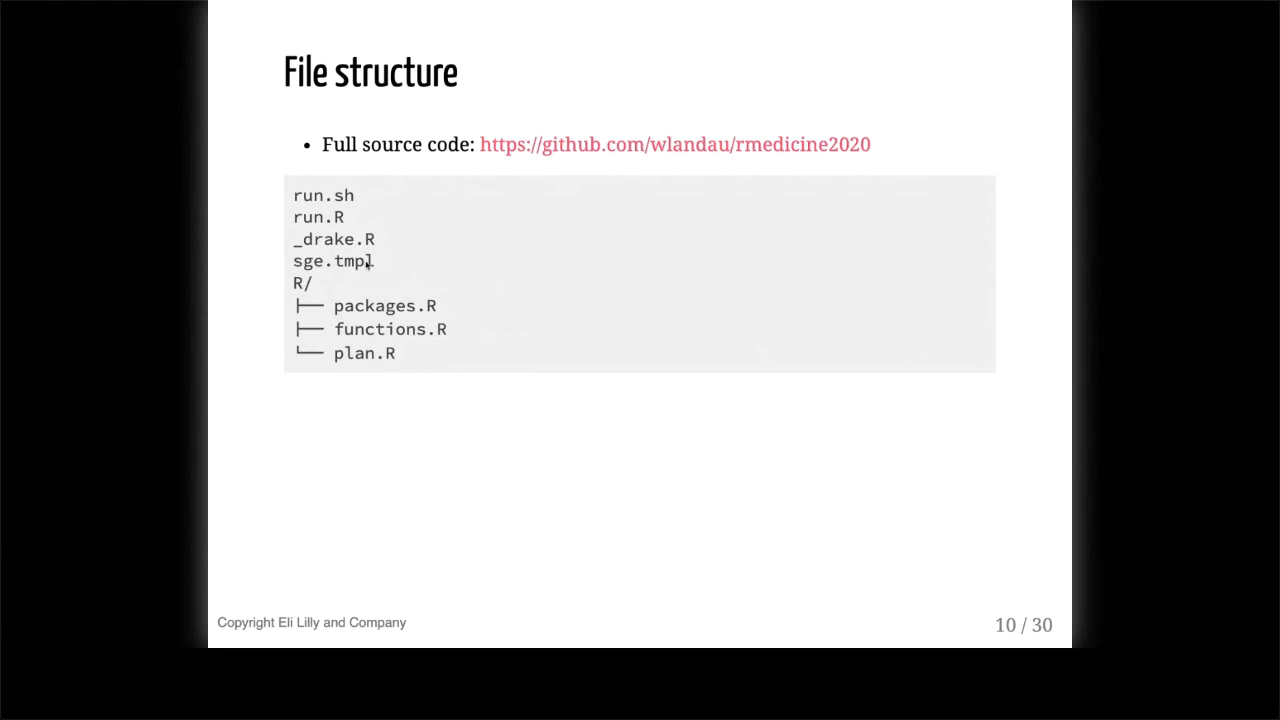 File structure
• Full source code: https://github.com/wlandau/rmedicine2020
run.sh
run.R
_drake.R
sge.tmpl
R/
├── packages.R
├── functions.R
└── plan.R
Copyright Eli Lilly and Company
10 / 30